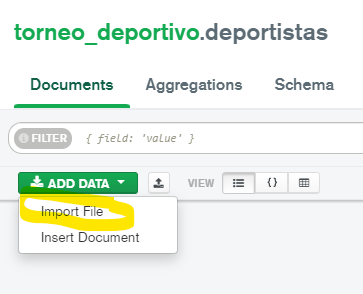 torneo_deportivo.deportistas
Documents Aggregations Schema
FILTER { field: 'value' }
ADD DATA VIEW {}
Import File
Insert Document